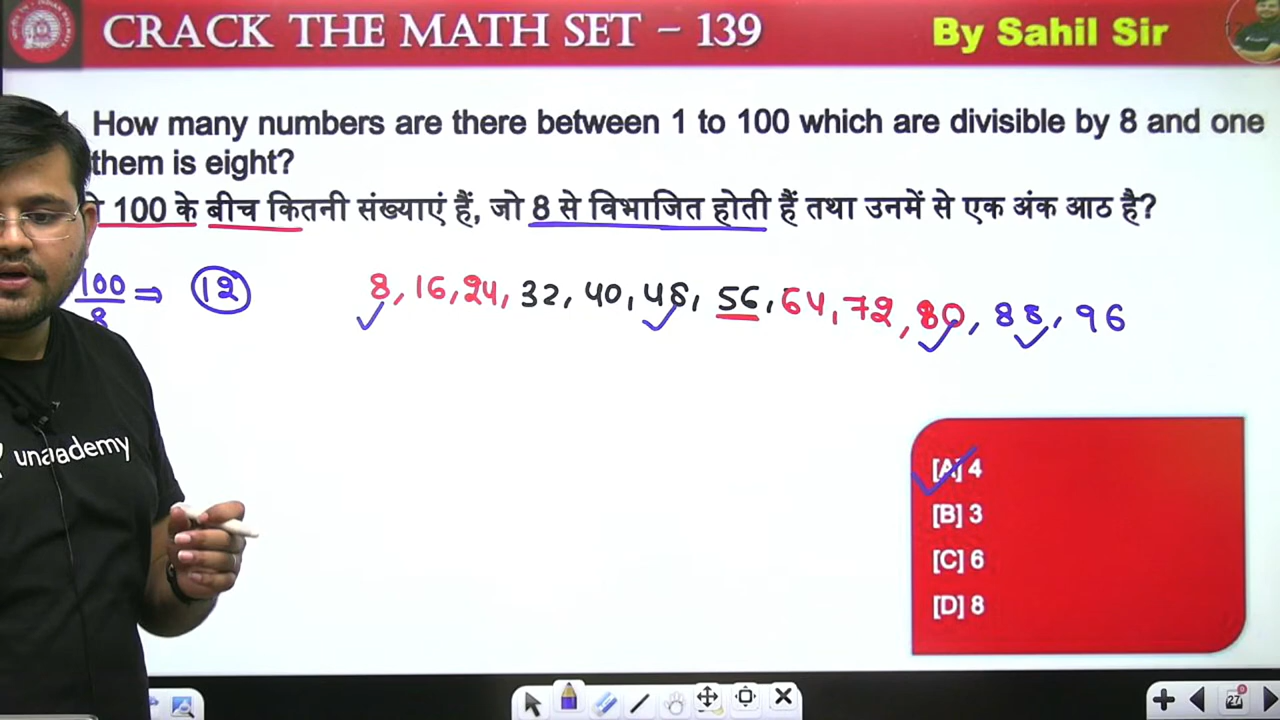 CRACK THE MATH SET - 139
By Sahil Sir
How many numbers are there between 1 to 100 which are divisible by 8 and one
them is eight?
100 के बीच कितनी संख्याएं हैं, जो 8 से विभाजित होती हैं तथा उनमें से एक अंक आठ है?
100/8 ⇒ 12
8, 16, 24, 32, 40, 48, 56, 64, 72, 80, 88, 96
unacademy
[A] 4
[B] 3
[C] 6
[D] 8
27